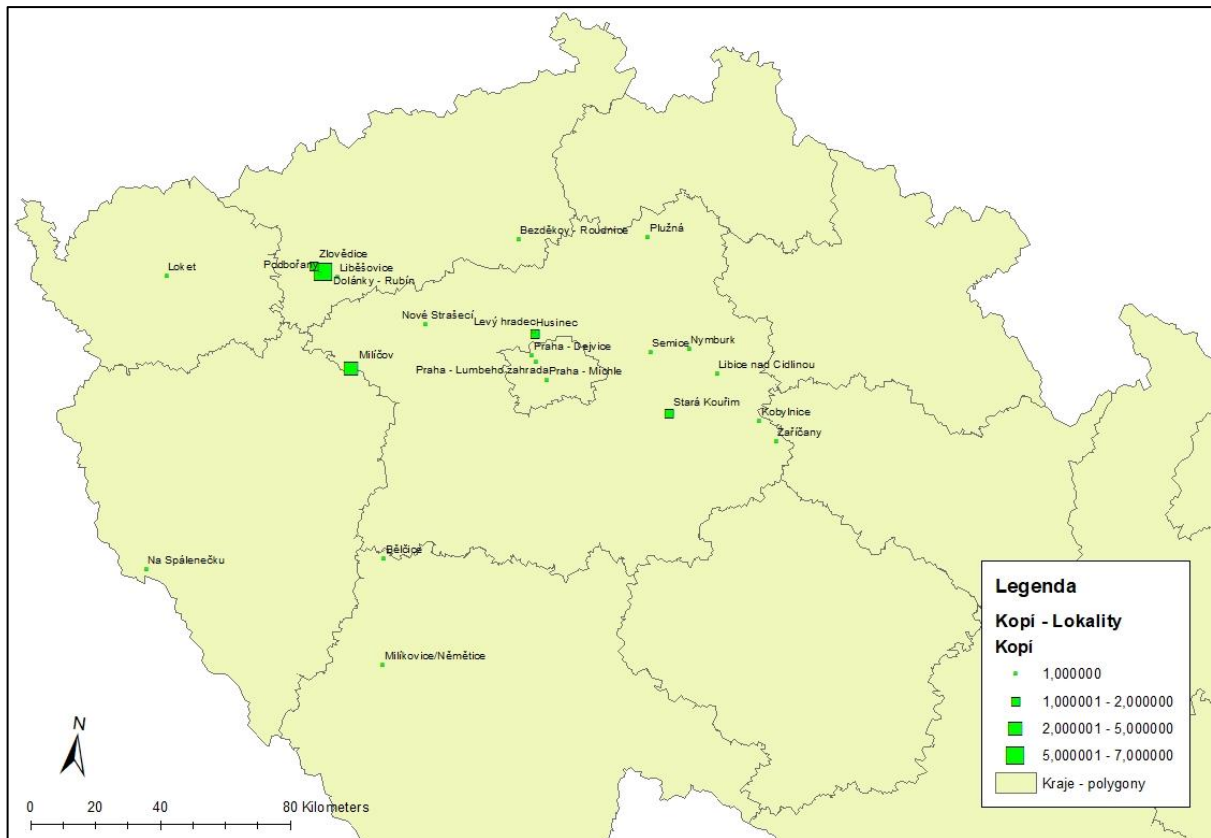 Bezděkov - Roudnice
Plužná
Zlovědice
Podbořany
Liběšovice
Loket
Dolánky - Rubín
Nové Strašecí
Levý hradec
Husinec
Praha - Dejvice
Semice
Nymburk
Milíčov
Praha - Lumbeho zahrada
Praha - Michle
Libice nad Cidlinou
Stará Kouřim
Kobylnice
Žaříčany
Bělčice
Na Spálenečku
Milíkovice/Němětice
Legenda
Kopí - Lokality
Kopí
1,000000
1,000001 - 2,000000
2,000001 - 5,000000
5,000001 - 7,000000
Kraje - polygony
N
0 20 40 80 Kilometers